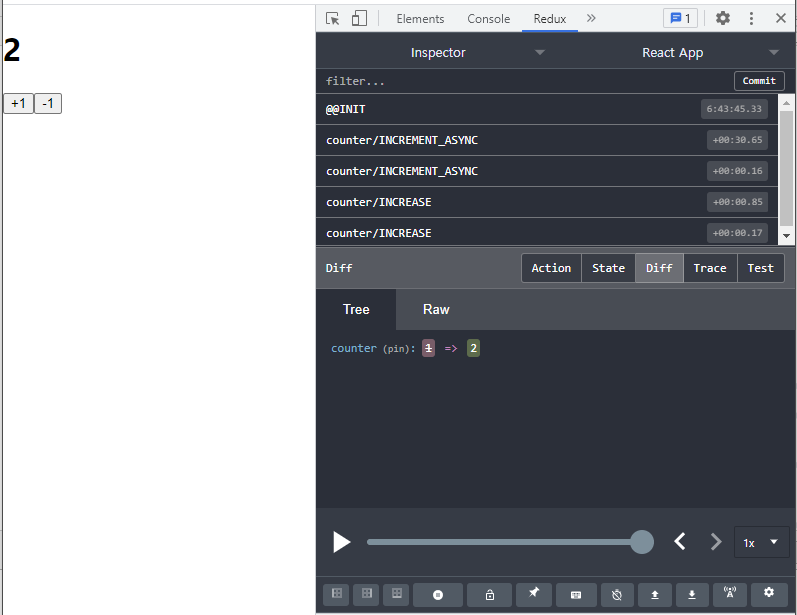 Elements Console Redux » 1
2
Inspector React App
filter... Commit
+1 -1
@@INIT 6:43:45.33
counter/INCREMENT_ASYNC +00:30.65
counter/INCREMENT_ASYNC +00:00.16
counter/INCREASE +00:00.85
counter/INCREASE +00:00.17
Diff Action State Diff Trace Test
Tree Raw
counter (pin): 1 => 2
1x